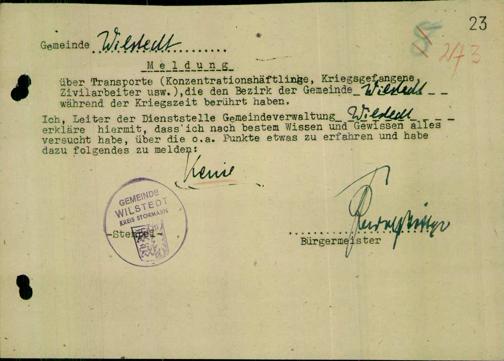 23
2/73
Gemeinde Wilstedt
Meldung
über Transporte (Konzentrationshäftlinge, Kriegsgefangene,
Zivilarbeiter usw.), die den Bezirk der Gemeinde Wilstedt
während der Kriegszeit berührt haben.
Ich, Leiter der Dienststelle Gemeindeverwaltung Wilstedt
erkläre hiermit, dass ich nach bestem Wissen und Gewissen alles
versucht habe, über die o.a. Punkte etwas zu erfahren und habe
dazu folgendes zu melden:
Keine
GEMEINDE
WILSTEDT
KREIS STORMARN
-Stempel-
Bürgermeister